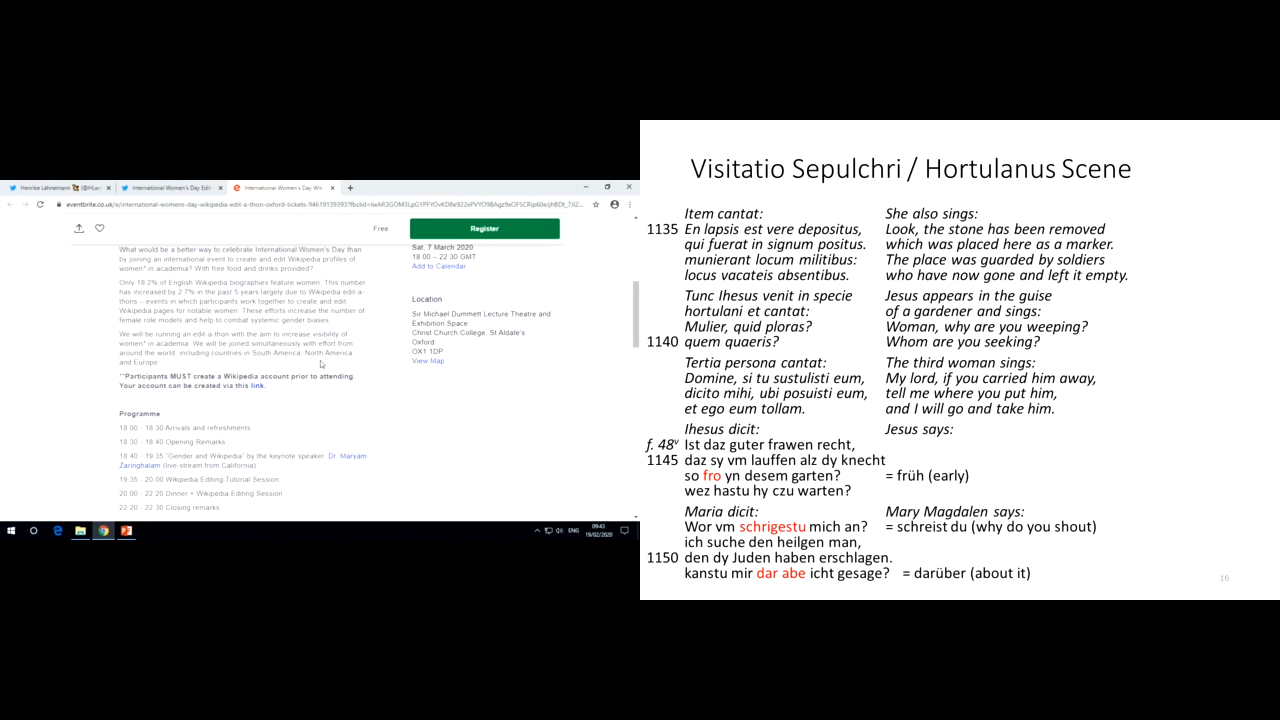 Henrike Lähnemann
International Women's Day Edit
International Women's Day Wik
Free
Register
What would be a better way to celebrate International Women's Day than
by joining an international event to create and edit Wikipedia profiles of
women* in academia? With free food and drinks provided?
Only 18.2% of English Wikipedia biographies feature women. This number
has increased by 2.7% in the past 5 years largely due to Wikipedia edit-a-
thons – events in which participants work together to create and edit
Wikipedia pages for notable women. These efforts increase the number of
female role models and help to combat systemic gender biases.
We will be running an edit-a-thon with the aim to increase visibility of
women* in academia. We will be joined simultaneously with effort from
around the world, including countries in South America, North America
and Europe.
**Participants MUST create a Wikipedia account prior to attending.
Your account can be created via this link.
Programme
18:00 - 18:30 Arrivals and refreshments
18:30 - 18:40 Opening Remarks
18:40 - 19:35 "Gender and Wikipedia" by the keynote speaker, Dr. Maryam
Zaringhalam (live-stream from California)
19:35 - 20:00 Wikipedia Editing Tutorial Session
20:00 - 22:20 Dinner + Wikipedia Editing Session
22:20 - 22:30 Closing remarks
Sat, 7 March 2020
18:00 – 22:30 GMT
Add to Calendar
Location
Sir Michael Dummett Lecture Theatre and
Exhibition Space
Christ Church College, St Aldate's
Oxford
OX1 1DP
View Map
ENG
09:43
19/02/2020
Visitatio Sepulchri / Hortulanus Scene
Item cantat: She also sings:
1135 En lapsis est vere depositus, Look, the stone has been removed
qui fuerat in signum positus. which was placed here as a marker.
munierant locum militibus: The place was guarded by soldiers
locus vacateis absentibus. who have now gone and left it empty.
Tunc Ihesus venit in specie Jesus appears in the guise
hortulani et cantat: of a gardener and sings:
Mulier, quid ploras? Woman, why are you weeping?
1140 quem quaeris? Whom are you seeking?
Tertia persona cantat: The third woman sings:
Domine, si tu sustulisti eum, My lord, if you carried him away,
dicito mihi, ubi posuisti eum, tell me where you put him,
et ego eum tollam. and I will go and take him.
Ihesus dicit: Jesus says:
f. 48v Ist daz guter frawen recht,
1145 daz sy vm lauffen alz dy knecht
so fro yn desem garten? = früh (early)
wez hastu hy czu warten?
Maria dicit: Mary Magdalen says:
Wor vm schrigestu mich an? = schreist du (why do you shout)
ich suche den heilgen man,
1150 den dy Juden haben erschlagen.
kanstu mir dar abe icht gesage? = darüber (about it)
16